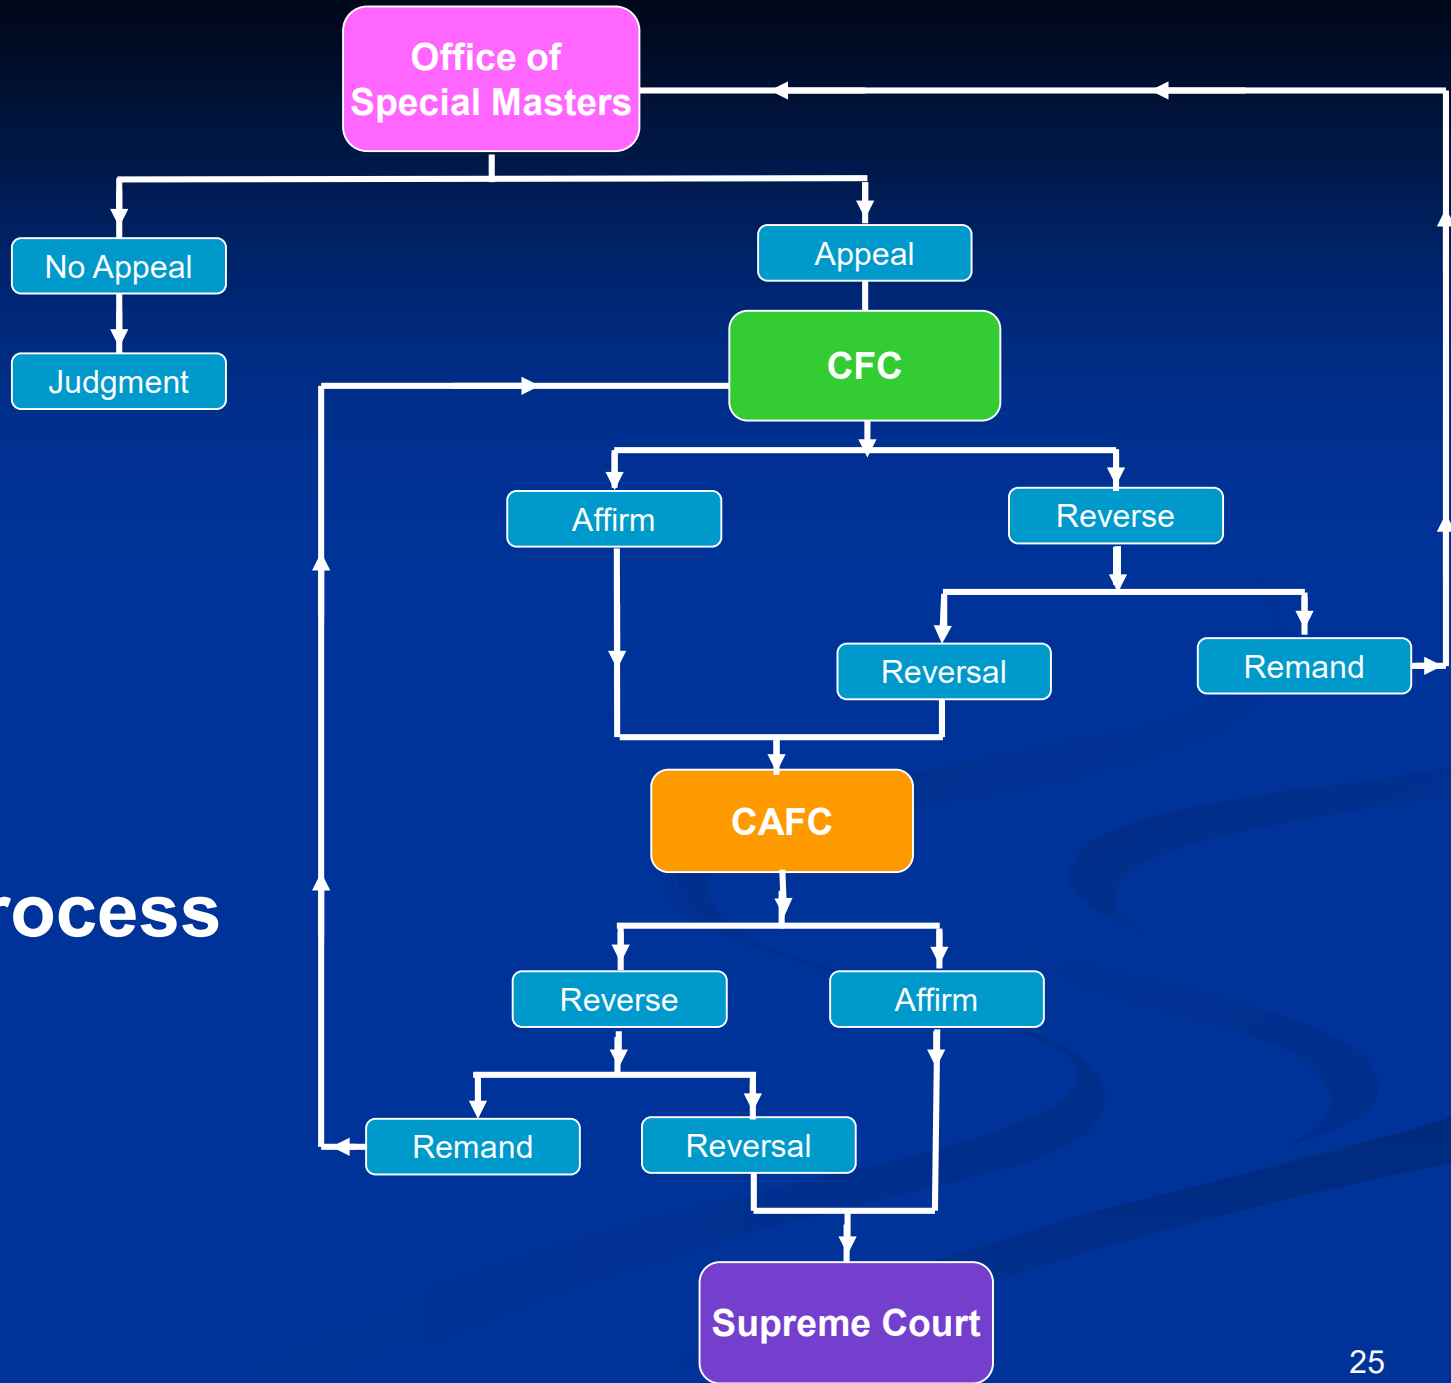 Office of
Special Masters
No Appeal
Appeal
Judgment
CFC
Affirm
Reverse
Reversal
Remand
CAFC
rocess
Reverse
Affirm
Remand
Reversal
Supreme Court
25